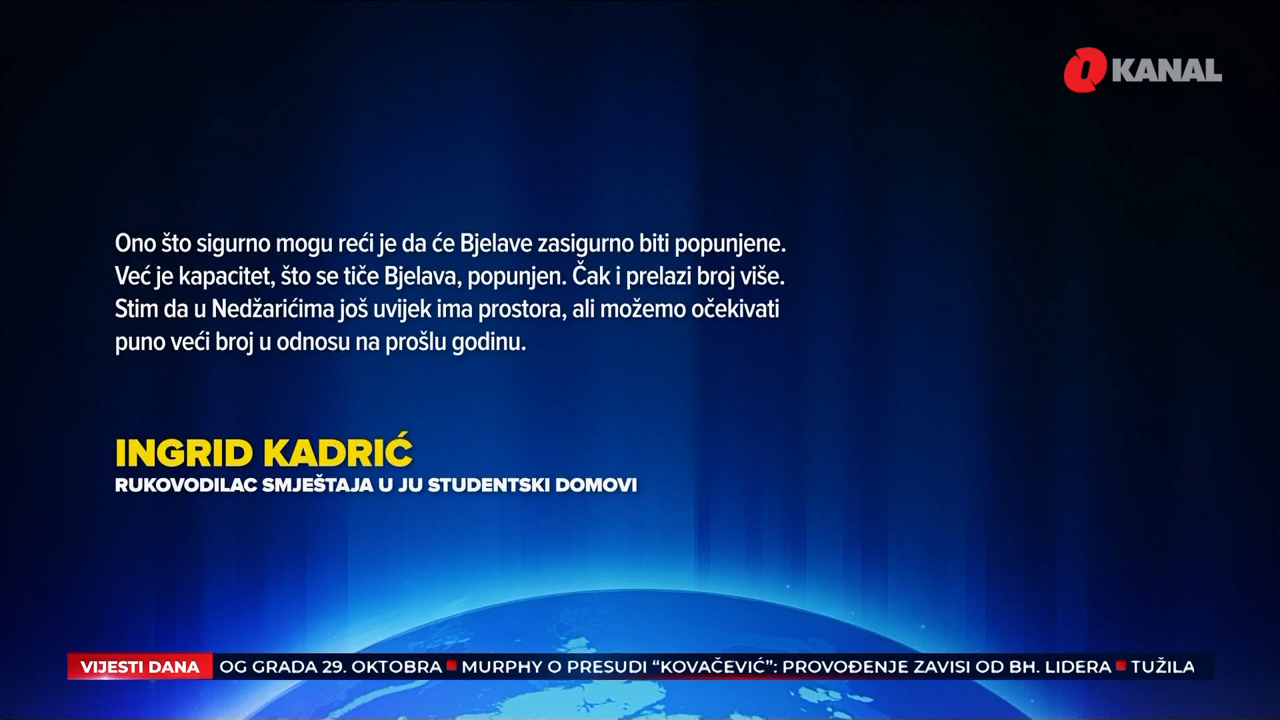 O KANAL
Ono što sigurno mogu reći je da će Bjelave zasigurno biti popunjene.
Već je kapacitet, što se tiče Bjelava, popunjen. Čak i prelazi broj više.
Stim da u Nedžarićima još uvijek ima prostora, ali možemo očekivati
puno veći broj u odnosu na prošlu godinu.
INGRID KADRIĆ
RUKOVODILAC SMJEŠTAJA U JU STUDENTSKI DOMOVI
VIJESTI DANA OG GRADA 29. OKTOBRA ▪ MURPHY O PRESUDI “KOVAČEVIĆ”: PROVOĐENJE ZAVISI OD BH. LIDERA ▪ TUŽILA